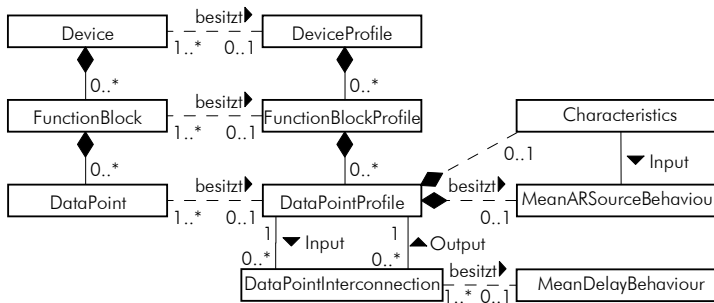 besitzt
Device
DeviceProfile
1..*
0..1
0..*
0..*
besitzt
FunctionBlock
FunctionBlockProfile
Characteristics
1..*
0..1
0..1
Input
0..*
0..*
besitzt
besitzt
DataPoint
DataPointProfile
MeanARSourceBehaviour
1..*
0..1
0..1
1
Input
1
Output
0..*
0..*
besitzt
DataPointInterconnection
MeanDelayBehaviour
1..*
0..1